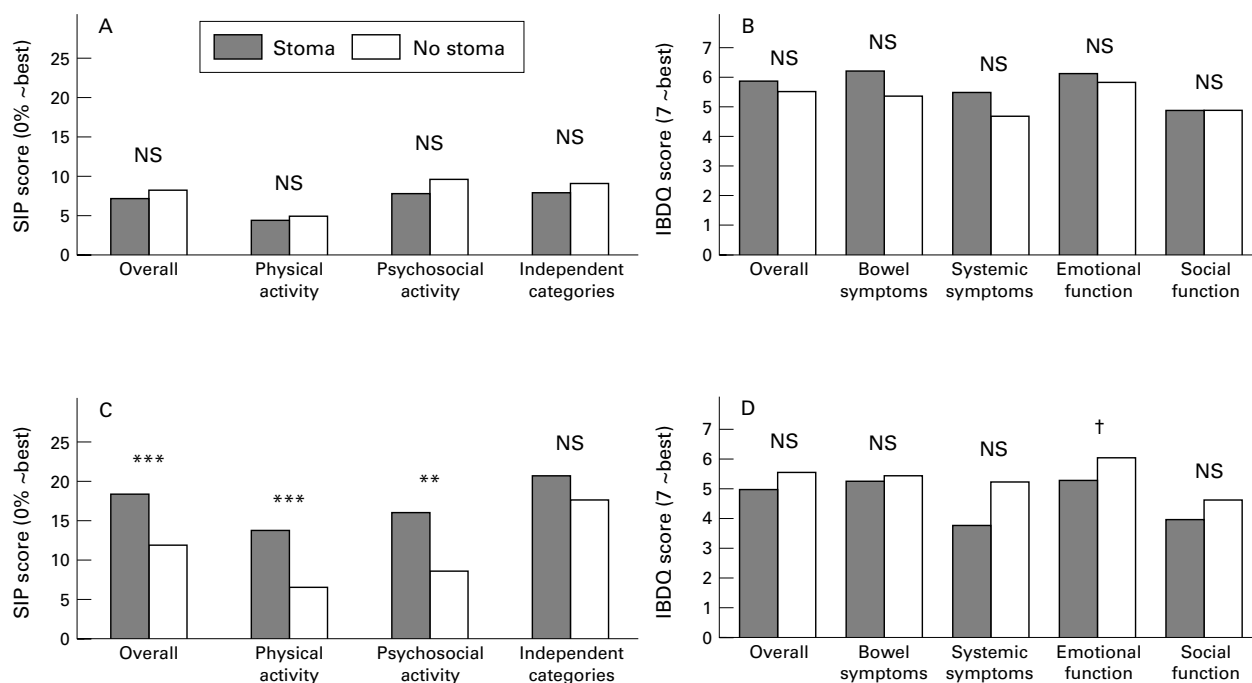 A
Stoma
No stoma
SIP score (0% ~best)
25
20
15
10
5
0
NS
NS
NS
NS
Overall
Physical
activity
Psychosocial
activity
Independent
categories
B
IBDQ score (7 ~best)
7
6
5
4
3
2
1
0
NS
NS
NS
NS
NS
Overall
Bowel
symptoms
Systemic
symptoms
Emotional
function
Social
function
C
SIP score (0% ~best)
25
20
15
10
5
0
***
***
**
NS
Overall
Physical
activity
Psychosocial
activity
Independent
categories
D
IBDQ score (7 ~best)
7
6
5
4
3
2
1
0
NS
NS
NS
†
NS
Overall
Bowel
symptoms
Systemic
symptoms
Emotional
function
Social
function